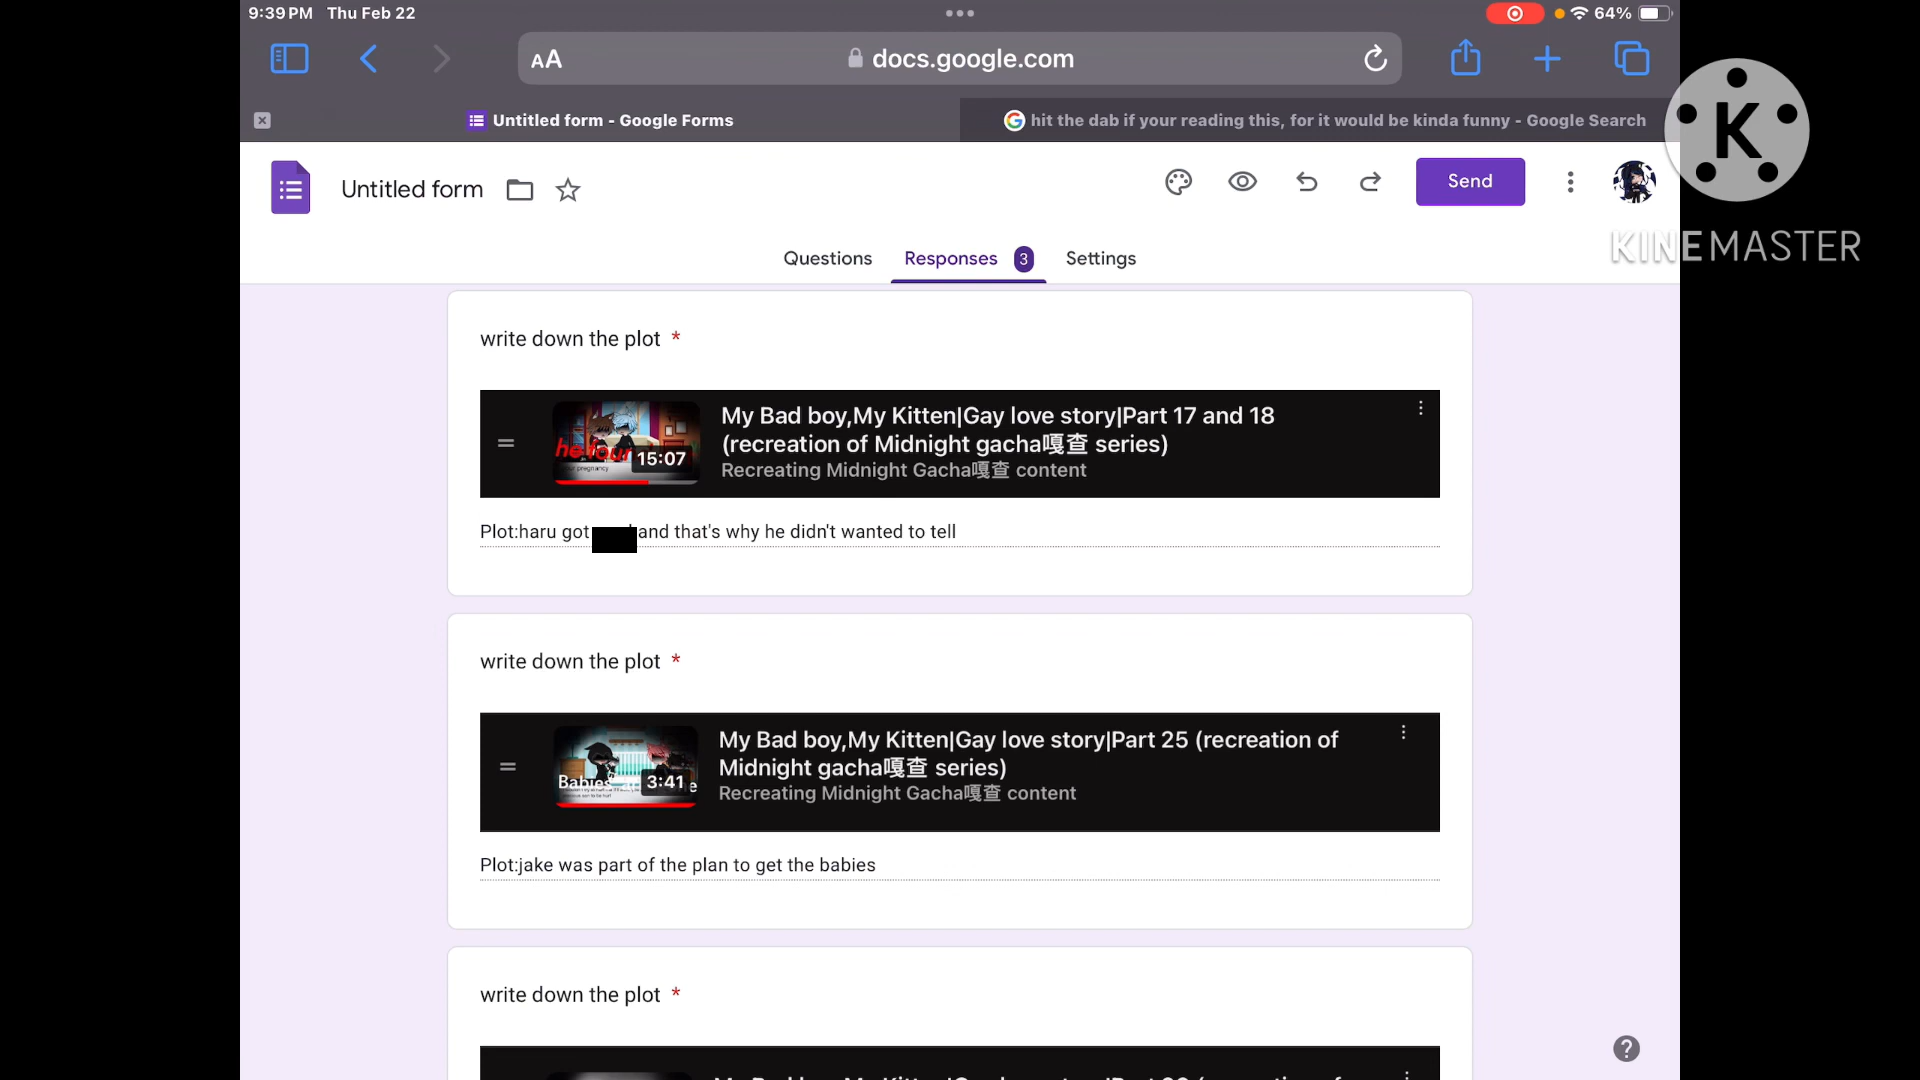 9:39 PM Thu Feb 22
64%
AA
docs.google.com
Untitled form - Google Forms
hit the dab if your reading this, for it would be kinda funny - Google Search
K
KINEMASTER
Untitled form
Send
Questions
Responses 3
Settings
write down the plot *
My Bad boy,My Kitten|Gay love story|Part 17 and 18
(recreation of Midnight gacha嘎查 series)
Recreating Midnight Gacha嘎查 content
15:07
pregnancy
Plot:haru got and that's why he didn't wanted to tell
write down the plot *
My Bad boy,My Kitten|Gay love story|Part 25 (recreation of
Midnight gacha嘎查 series)
Recreating Midnight Gacha嘎查 content
Babies
3:41
Plot:jake was part of the plan to get the babies
write down the plot *